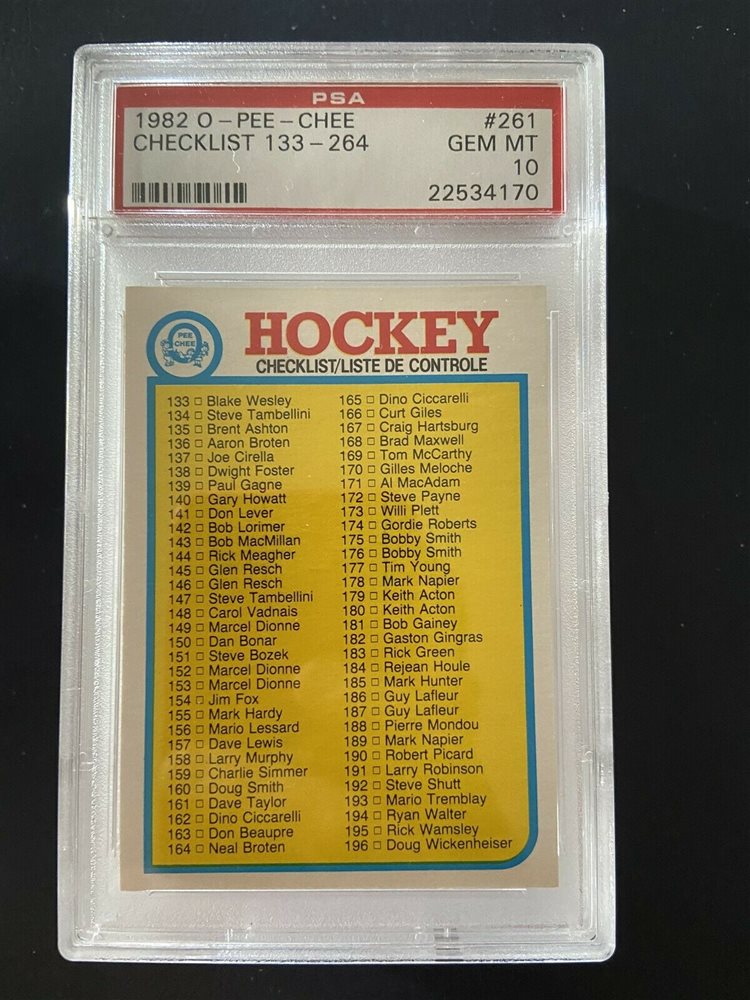 PSA
1982 O-PEE-CHEE #261
CHECKLIST 133-264 GEM MT
10
22534170
O
PEE
CHEE
HOCKEY
CHECKLIST/LISTE DE CONTROLE
133 □ Blake Wesley
134 □ Steve Tambellini
135 □ Brent Ashton
136 □ Aaron Broten
137 □ Joe Cirella
138 □ Dwight Foster
139 □ Paul Gagne
140 □ Gary Howatt
141 □ Don Lever
142 □ Bob Lorimer
143 □ Bob MacMillan
144 □ Rick Meagher
145 □ Glen Resch
146 □ Glen Resch
147 □ Steve Tambellini
148 □ Carol Vadnais
149 □ Marcel Dionne
150 □ Dan Bonar
151 □ Steve Bozek
152 □ Marcel Dionne
153 □ Marcel Dionne
154 □ Jim Fox
155 □ Mark Hardy
156 □ Mario Lessard
157 □ Dave Lewis
158 □ Larry Murphy
159 □ Charlie Simmer
160 □ Doug Smith
161 □ Dave Taylor
162 □ Dino Ciccarelli
163 □ Don Beaupre
164 □ Neal Broten
165 □ Dino Ciccarelli
166 □ Curt Giles
167 □ Craig Hartsburg
168 □ Brad Maxwell
169 □ Tom McCarthy
170 □ Gilles Meloche
171 □ Al MacAdam
172 □ Steve Payne
173 □ Willi Plett
174 □ Gordie Roberts
175 □ Bobby Smith
176 □ Bobby Smith
177 □ Tim Young
178 □ Mark Napier
179 □ Keith Acton
180 □ Keith Acton
181 □ Bob Gainey
182 □ Gaston Gingras
183 □ Rick Green
184 □ Rejean Houle
185 □ Mark Hunter
186 □ Guy Lafleur
187 □ Guy Lafleur
188 □ Pierre Mondou
189 □ Mark Napier
190 □ Robert Picard
191 □ Larry Robinson
192 □ Steve Shutt
193 □ Mario Tremblay
194 □ Ryan Walter
195 □ Rick Wamsley
196 □ Doug Wickenheiser